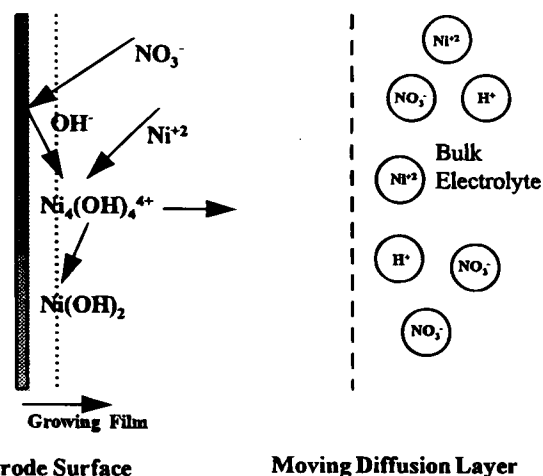 NO₃⁻
OH⁻
Ni⁺²
Ni₄(OH)₄⁴⁺
Ni(OH)₂
Growing Film
rode Surface
Ni⁺²
NO₃⁻
H⁺
Ni⁺²
Bulk
Electrolyte
H⁺
NO₃⁻
NO₃⁻
Moving Diffusion Layer